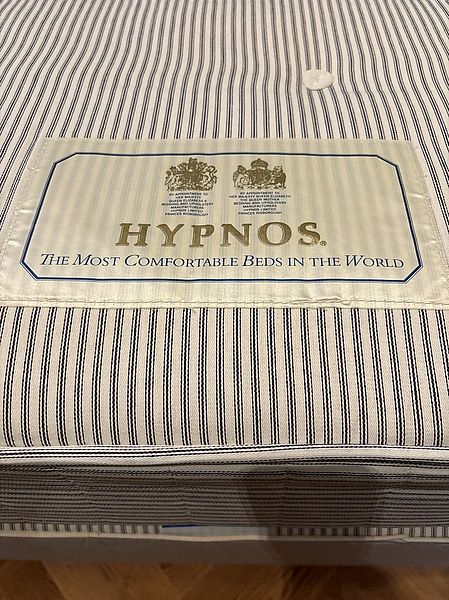 BY APPOINTMENT TO
HER MAJESTY
QUEEN ELIZABETH II
BEDDING AND UPHOLSTERY
MANUFACTURERS
HYPNOS LIMITED
PRINCES RISBOROUGH
BY APPOINTMENT TO
HER MAJESTY QUEEN ELIZABETH
THE QUEEN MOTHER
BEDDING AND UPHOLSTERY
MANUFACTURERS
HYPNOS LIMITED
PRINCES RISBOROUGH
HYPNOS®
THE MOST COMFORTABLE BEDS IN THE WORLD